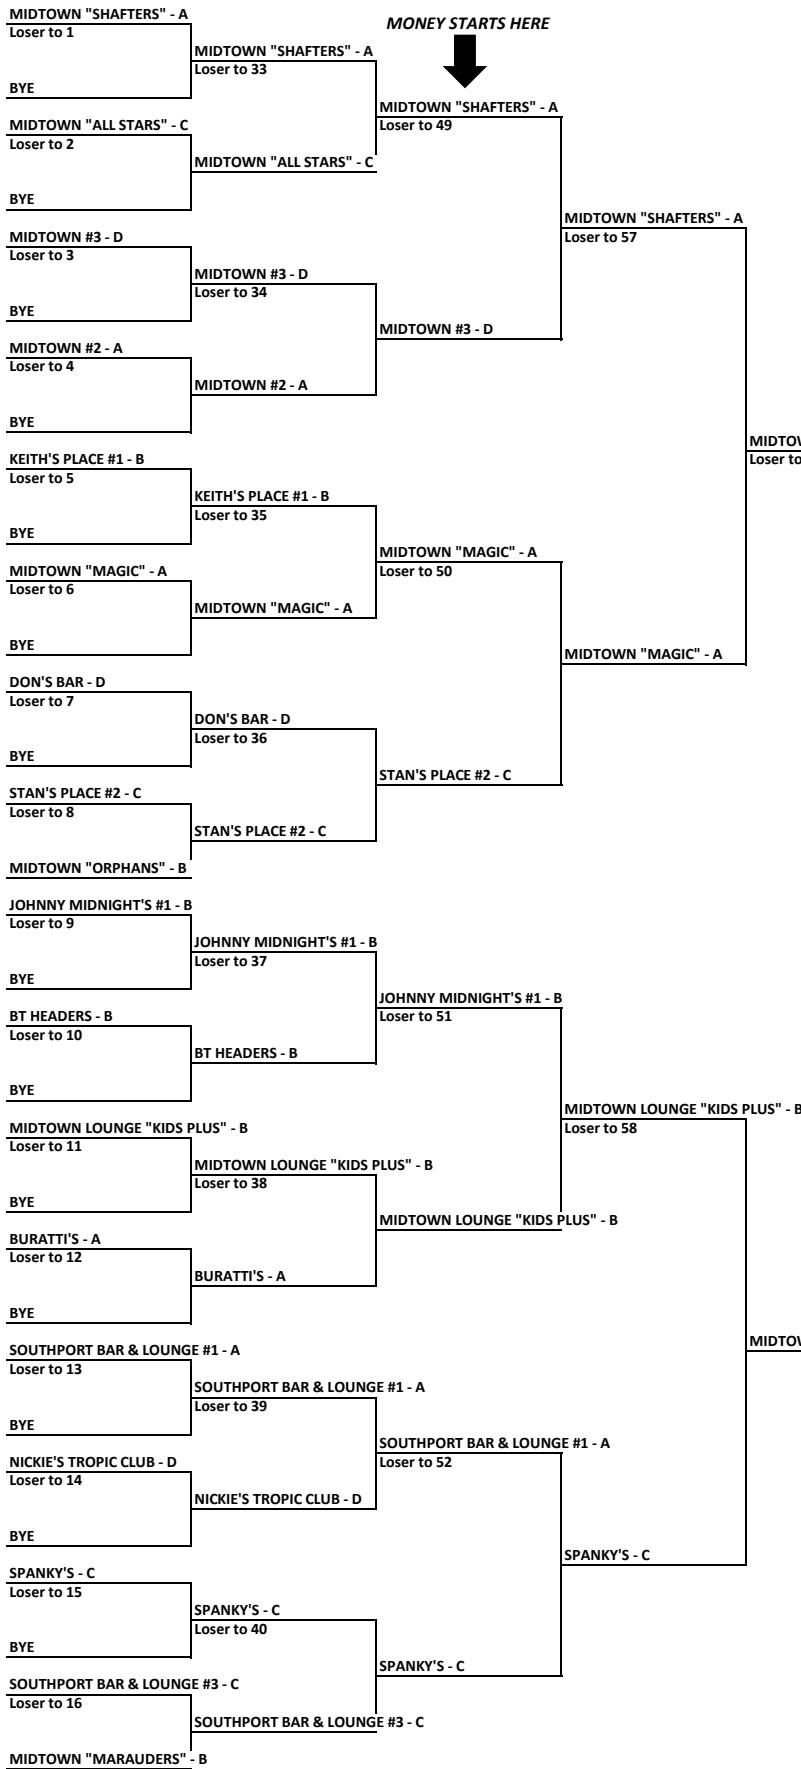 MIDTOWN "SHAFTERS" - A
MONEY STARTS HERE
Loser to 1
MIDTOWN "SHAFTERS" - A
Loser to 33
BYE
MIDTOWN "SHAFTERS" - A
MIDTOWN "ALL STARS" - C
Loser to 49
Loser to 2
MIDTOWN "ALL STARS" - C
BYE
MIDTOWN "SHAFTERS" - A
MIDTOWN #3 - D
Loser to 57
Loser to 3
MIDTOWN #3 - D
Loser to 34
BYE
MIDTOWN #3 - D
MIDTOWN #2 - A
Loser to 4
MIDTOWN #2 - A
BYE
MIDTOW
KEITH'S PLACE #1 - B
Loser to
Loser to 5
KEITH'S PLACE #1 - B
Loser to 35
BYE
MIDTOWN "MAGIC" - A
MIDTOWN "MAGIC" - A
Loser to 50
Loser to 6
MIDTOWN "MAGIC" - A
BYE
MIDTOWN "MAGIC" - A
DON'S BAR - D
Loser to 7
DON'S BAR - D
Loser to 36
BYE
STAN'S PLACE #2 - C
STAN'S PLACE #2 - C
Loser to 8
STAN'S PLACE #2 - C
MIDTOWN "ORPHANS" - B
JOHNNY MIDNIGHT'S #1 - B
Loser to 9
JOHNNY MIDNIGHT'S #1 - B
Loser to 37
BYE
JOHNNY MIDNIGHT'S #1 - B
BT HEADERS - B
Loser to 51
Loser to 10
BT HEADERS - B
BYE
MIDTOWN LOUNGE "KIDS PLUS" - B
MIDTOWN LOUNGE "KIDS PLUS" - B
Loser to 58
Loser to 11
MIDTOWN LOUNGE "KIDS PLUS" - B
Loser to 38
BYE
MIDTOWN LOUNGE "KIDS PLUS" - B
BURATTI'S - A
Loser to 12
BURATTI'S - A
BYE
MIDTOW
SOUTHPORT BAR & LOUNGE #1 - A
Loser to 13
SOUTHPORT BAR & LOUNGE #1 - A
Loser to 39
BYE
SOUTHPORT BAR & LOUNGE #1 - A
NICKIE'S TROPIC CLUB - D
Loser to 52
Loser to 14
NICKIE'S TROPIC CLUB - D
BYE
SPANKY'S - C
SPANKY'S - C
Loser to 15
SPANKY'S - C
Loser to 40
BYE
SPANKY'S - C
SOUTHPORT BAR & LOUNGE #3 - C
Loser to 16
SOUTHPORT BAR & LOUNGE #3 - C
MIDTOWN "MARAUDERS" - B